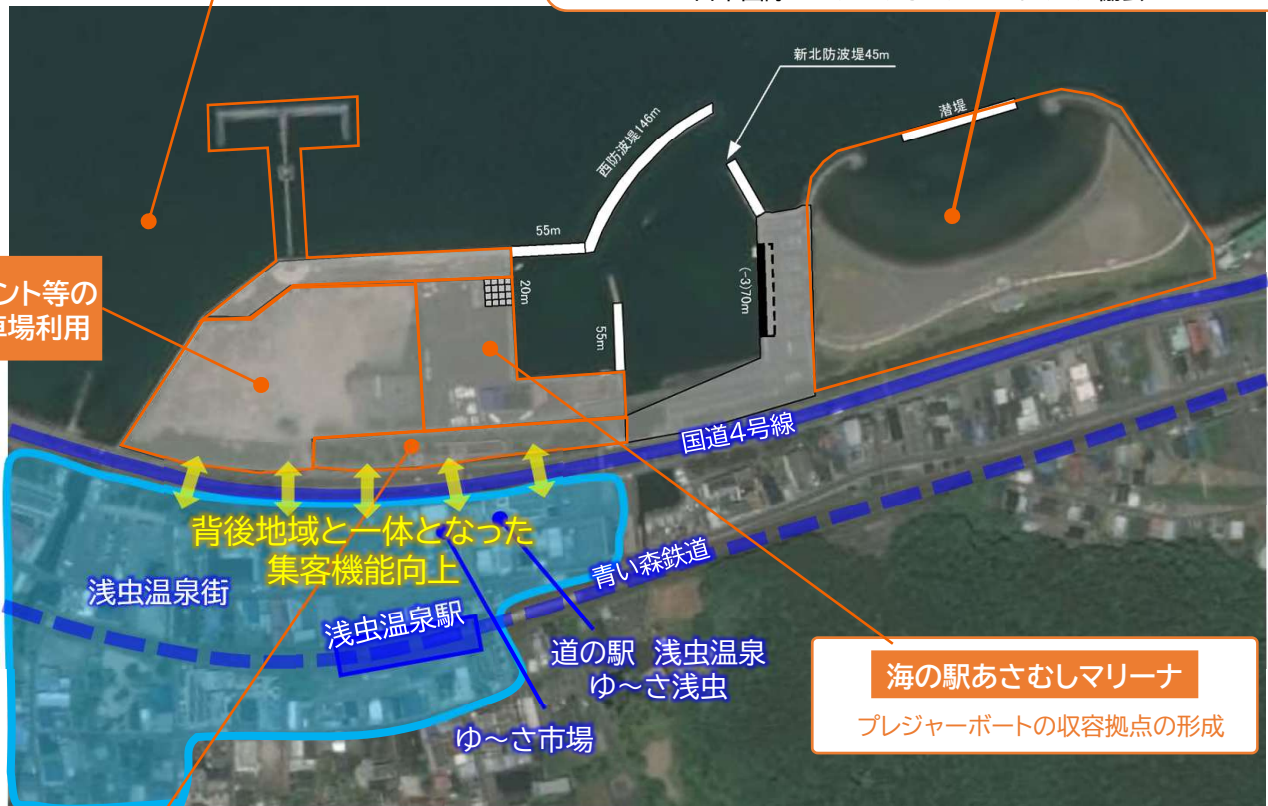 新北防波堤45m
潜堤
西防波堤146m
55m
20m
55m
(-3)70m
ント等の
車場利用
国道4号線
背後地域と一体となった
集客機能向上
浅虫温泉街
青い森鉄道
浅虫温泉駅
道の駅 浅虫温泉
ゆ～さ浅虫
ゆ～さ市場
海の駅あさむしマリーナ
プレジャーボートの収容拠点の形成